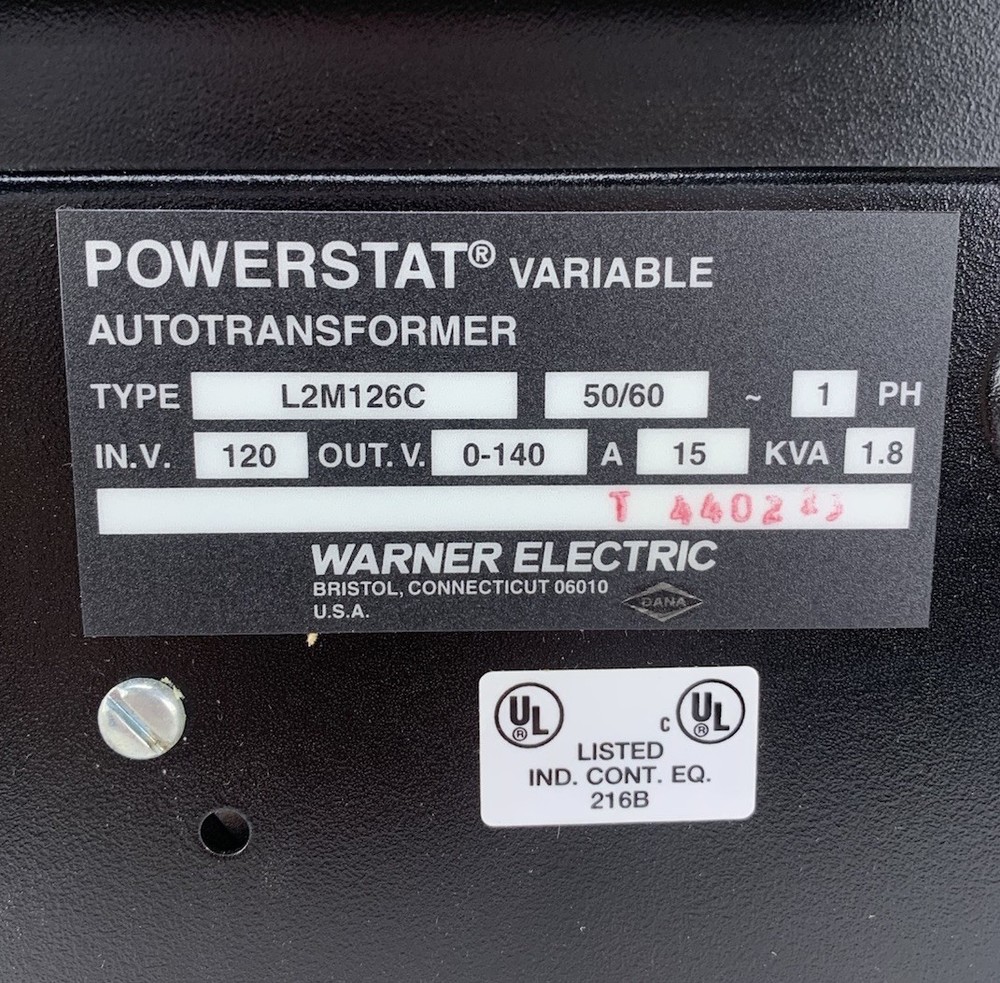 POWERSTAT® VARIABLE
AUTOTRANSFORMER
TYPE L2M126C 50/60 ~ 1 PH
IN.V. 120 OUT. V. 0-140 A 15 KVA 1.8
T
WARNER ELECTRIC
BRISTOL, CONNECTICUT 06010
U.S.A.
DANA
UL® C UL®
LISTED
IND. CONT. EQ.
216B